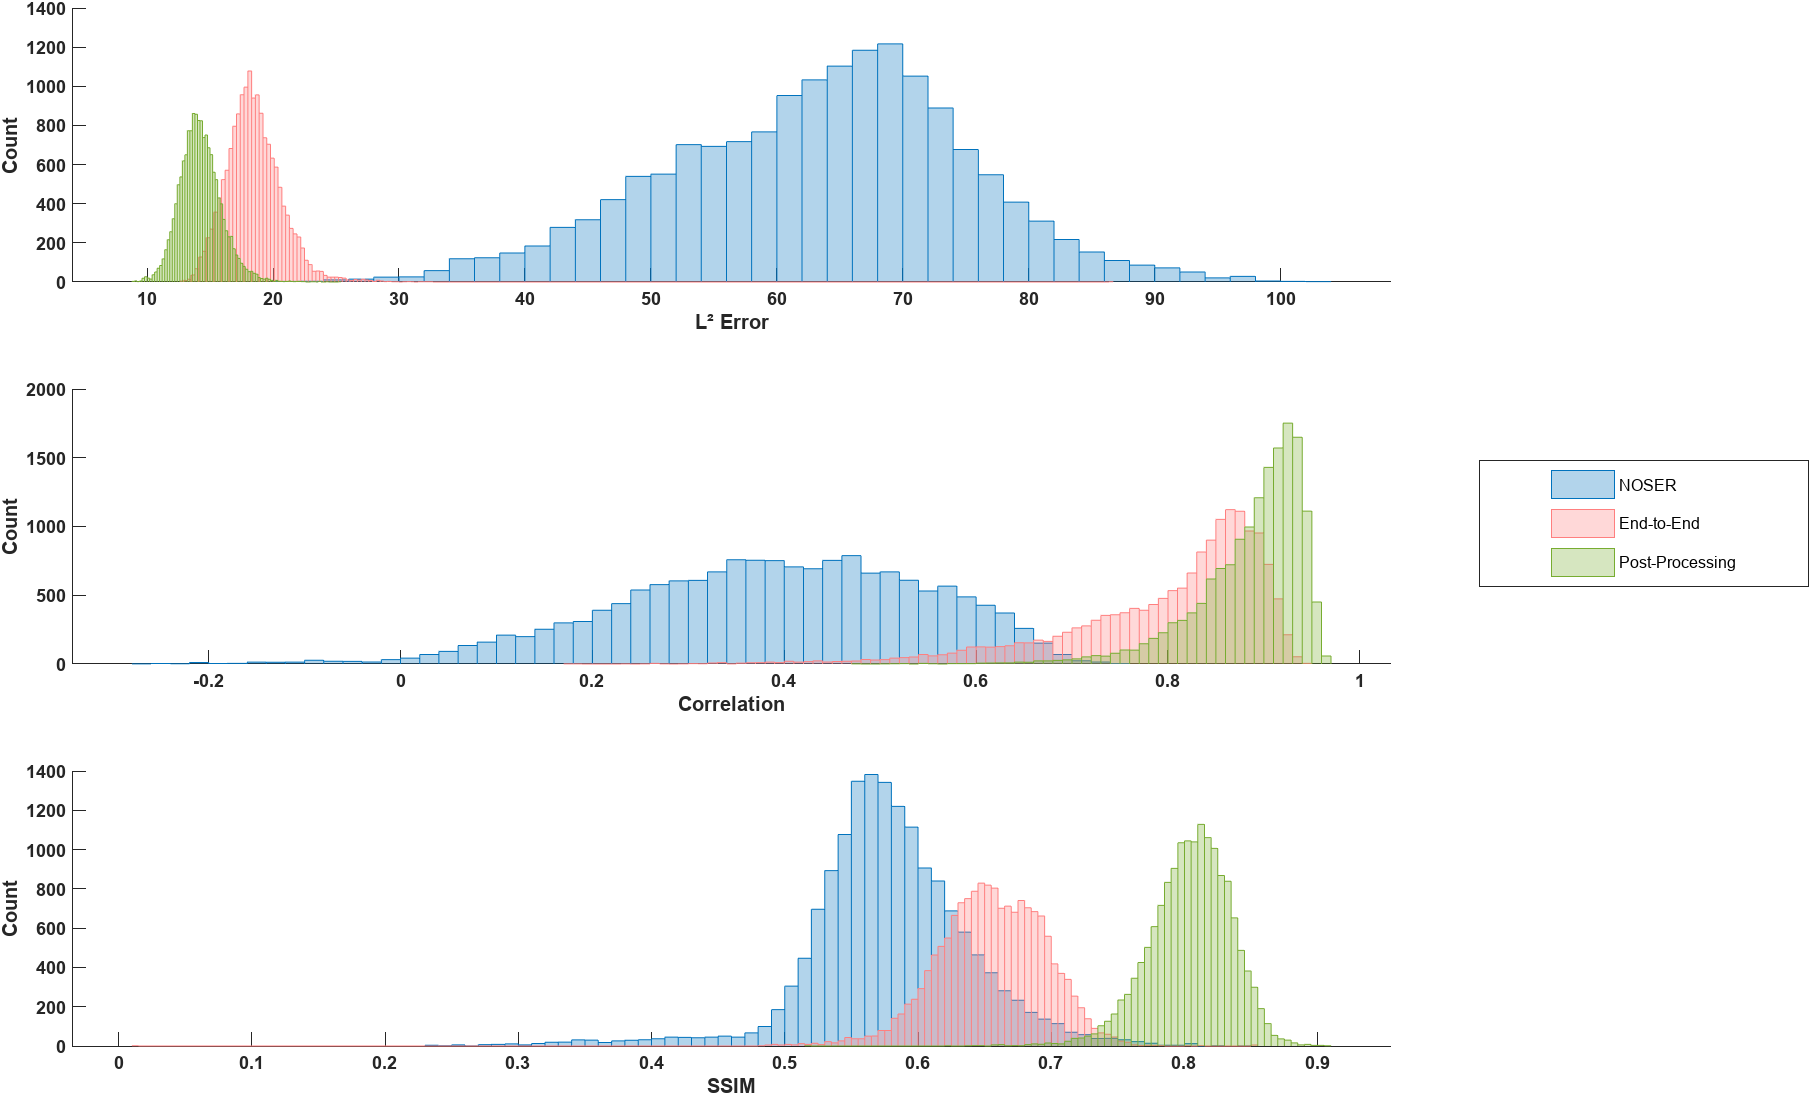 1400
1200
1000
800
600
400
200
0
Count
10 20 30 40 50 60 70 80 90 100
L² Error
2000
1500
1000
500
0
Count
-0.2 0 0.2 0.4 0.6 0.8 1
Correlation
NOSER
End-to-End
Post-Processing
1400
1200
1000
800
600
400
200
0
Count
0 0.1 0.2 0.3 0.4 0.5 0.6 0.7 0.8 0.9
SSIM